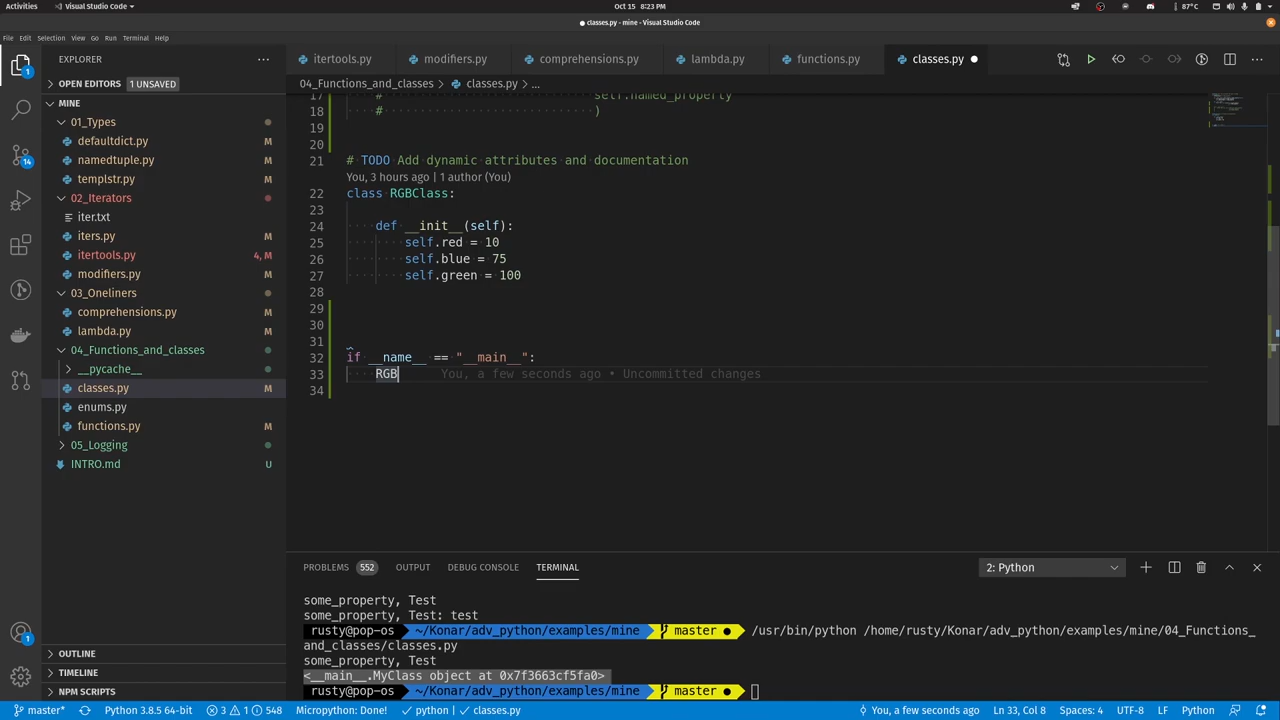 Activities
Visual Studio Code
Oct 15 8:23 PM
87°C
● classes.py - mine - Visual Studio Code
File Edit Selection View Go Run Terminal Help
EXPLORER
itertools.py modifiers.py comprehensions.py lambda.py functions.py classes.py ●
OPEN EDITORS 1 UNSAVED
04_Functions_and_classes > classes.py > ...
MINE
01_Types
defaultdict.py M
namedtuple.py M
templstr.py M
02_Iterators
iter.txt
iters.py M
itertools.py 4, M
modifiers.py M
03_Oneliners
comprehensions.py M
lambda.py M
04_Functions_and_classes
__pycache__
classes.py M
enums.py
functions.py M
05_Logging
INTRO.md U
OUTLINE
TIMELINE
NPM SCRIPTS
1
14
1
17 # self.named_property
18 # )
19
20
21 # TODO Add dynamic attributes and documentation
You, 3 hours ago | 1 author (You)
22 class RGBClass:
23
24 def __init__(self):
25 self.red = 10
26 self.blue = 75
27 self.green = 100
28
29
30
31
32 if __name__ == "__main__":
33 RGB You, a few seconds ago • Uncommitted changes
34
PROBLEMS 552 OUTPUT DEBUG CONSOLE TERMINAL 2: Python
some_property, Test
some_property, Test: test
rusty@pop-os ~/Konar/adv_python/examples/mine master ● /usr/bin/python /home/rusty/Konar/adv_python/examples/mine/04_Functions_
and_classes/classes.py
some_property, Test
<__main__.MyClass object at 0x7f3663cf5fa0>
rusty@pop-os ~/Konar/adv_python/examples/mine master ●
master* Python 3.8.5 64-bit 3 1 548 Micropython: Done! python | classes.py You, a few seconds ago Ln 33, Col 8 Spaces: 4 UTF-8 LF Python